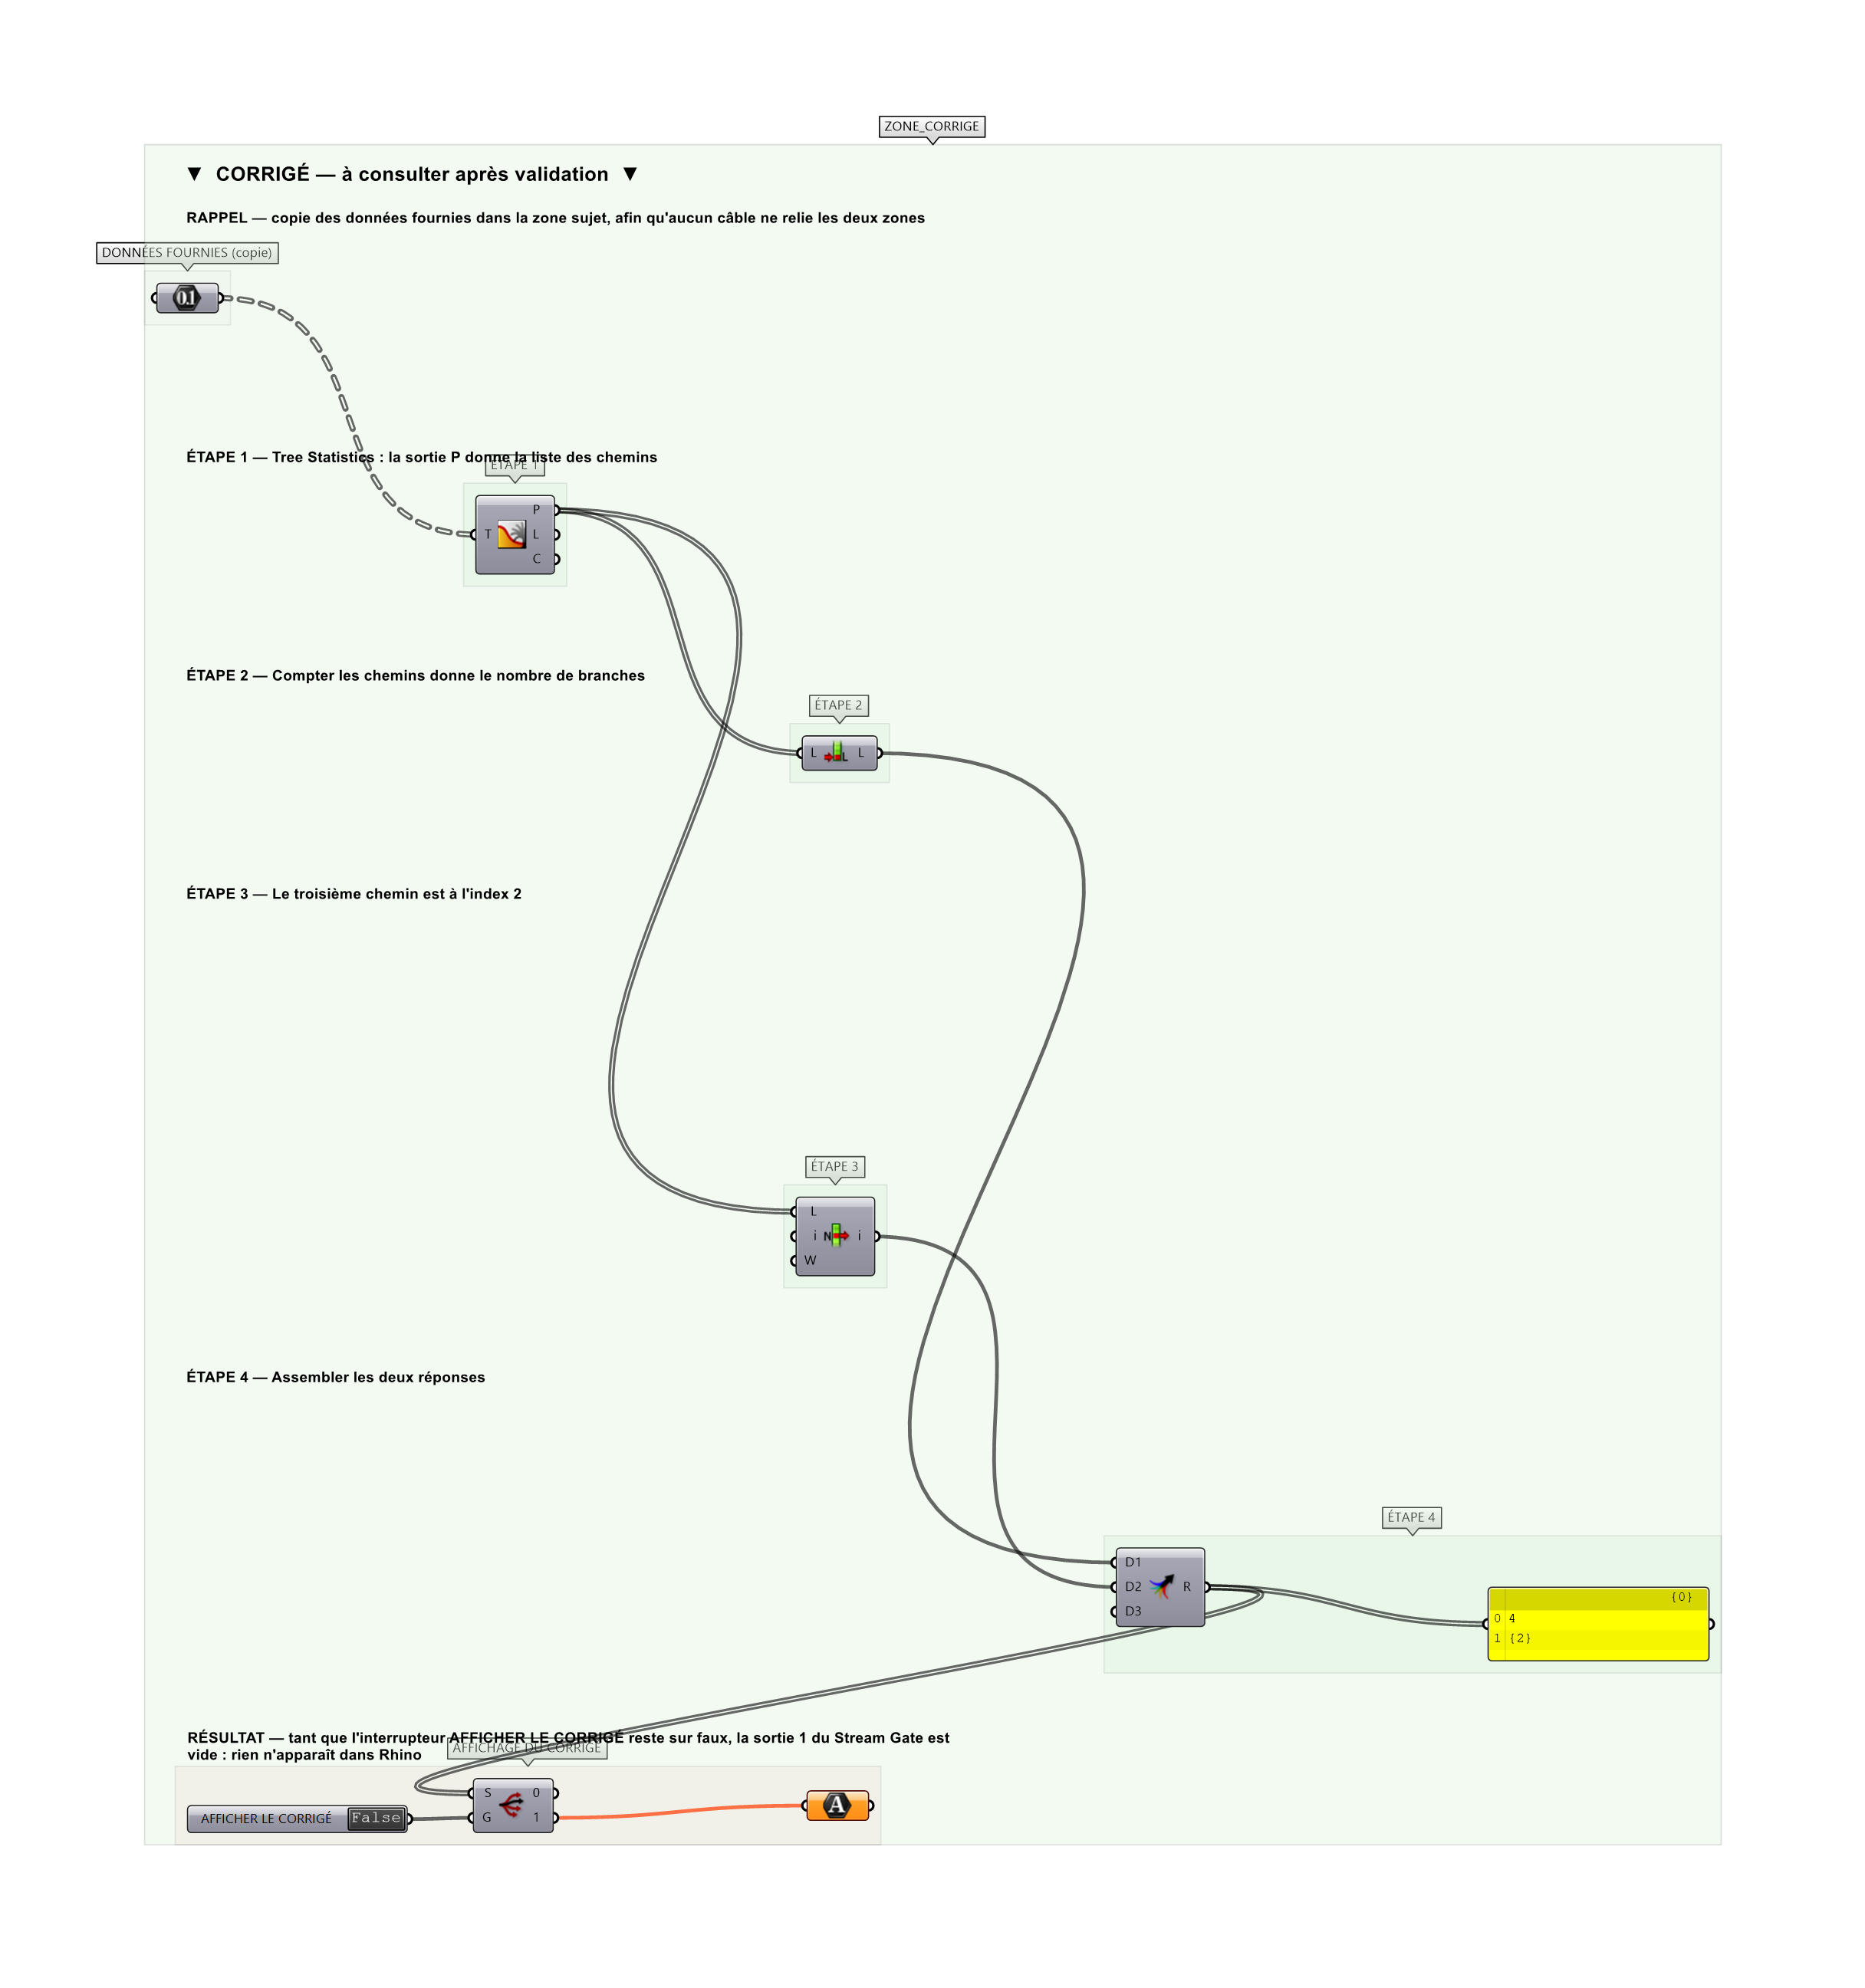 ZONE_CORRIGE
▼ CORRIGÉ — à consulter après validation ▼
RAPPEL — copie des données fournies dans la zone sujet, afin qu'aucun câble ne relie les deux zones
DONNÉES FOURNIES (copie)
0.1
ÉTAPE 1 — Tree Statistics : la sortie P donne la liste des chemins
ÉTAPE 1
P
T L
C
ÉTAPE 2 — Compter les chemins donne le nombre de branches
ÉTAPE 2
L L L
ÉTAPE 3 — Le troisième chemin est à l'index 2
ÉTAPE 3
L
i N i
W
ÉTAPE 4 — Assembler les deux réponses
ÉTAPE 4
D1
D2 R
D3
{0}
0 4
1 {2}
RÉSULTAT — tant que l'interrupteur AFFICHER LE CORRIGÉ reste sur faux, la sortie 1 du Stream Gate est
vide : rien n'apparaît dans Rhino
AFFICHAGE DU CORRIGÉ
S 0
G 1
AFFICHER LE CORRIGÉ False
A